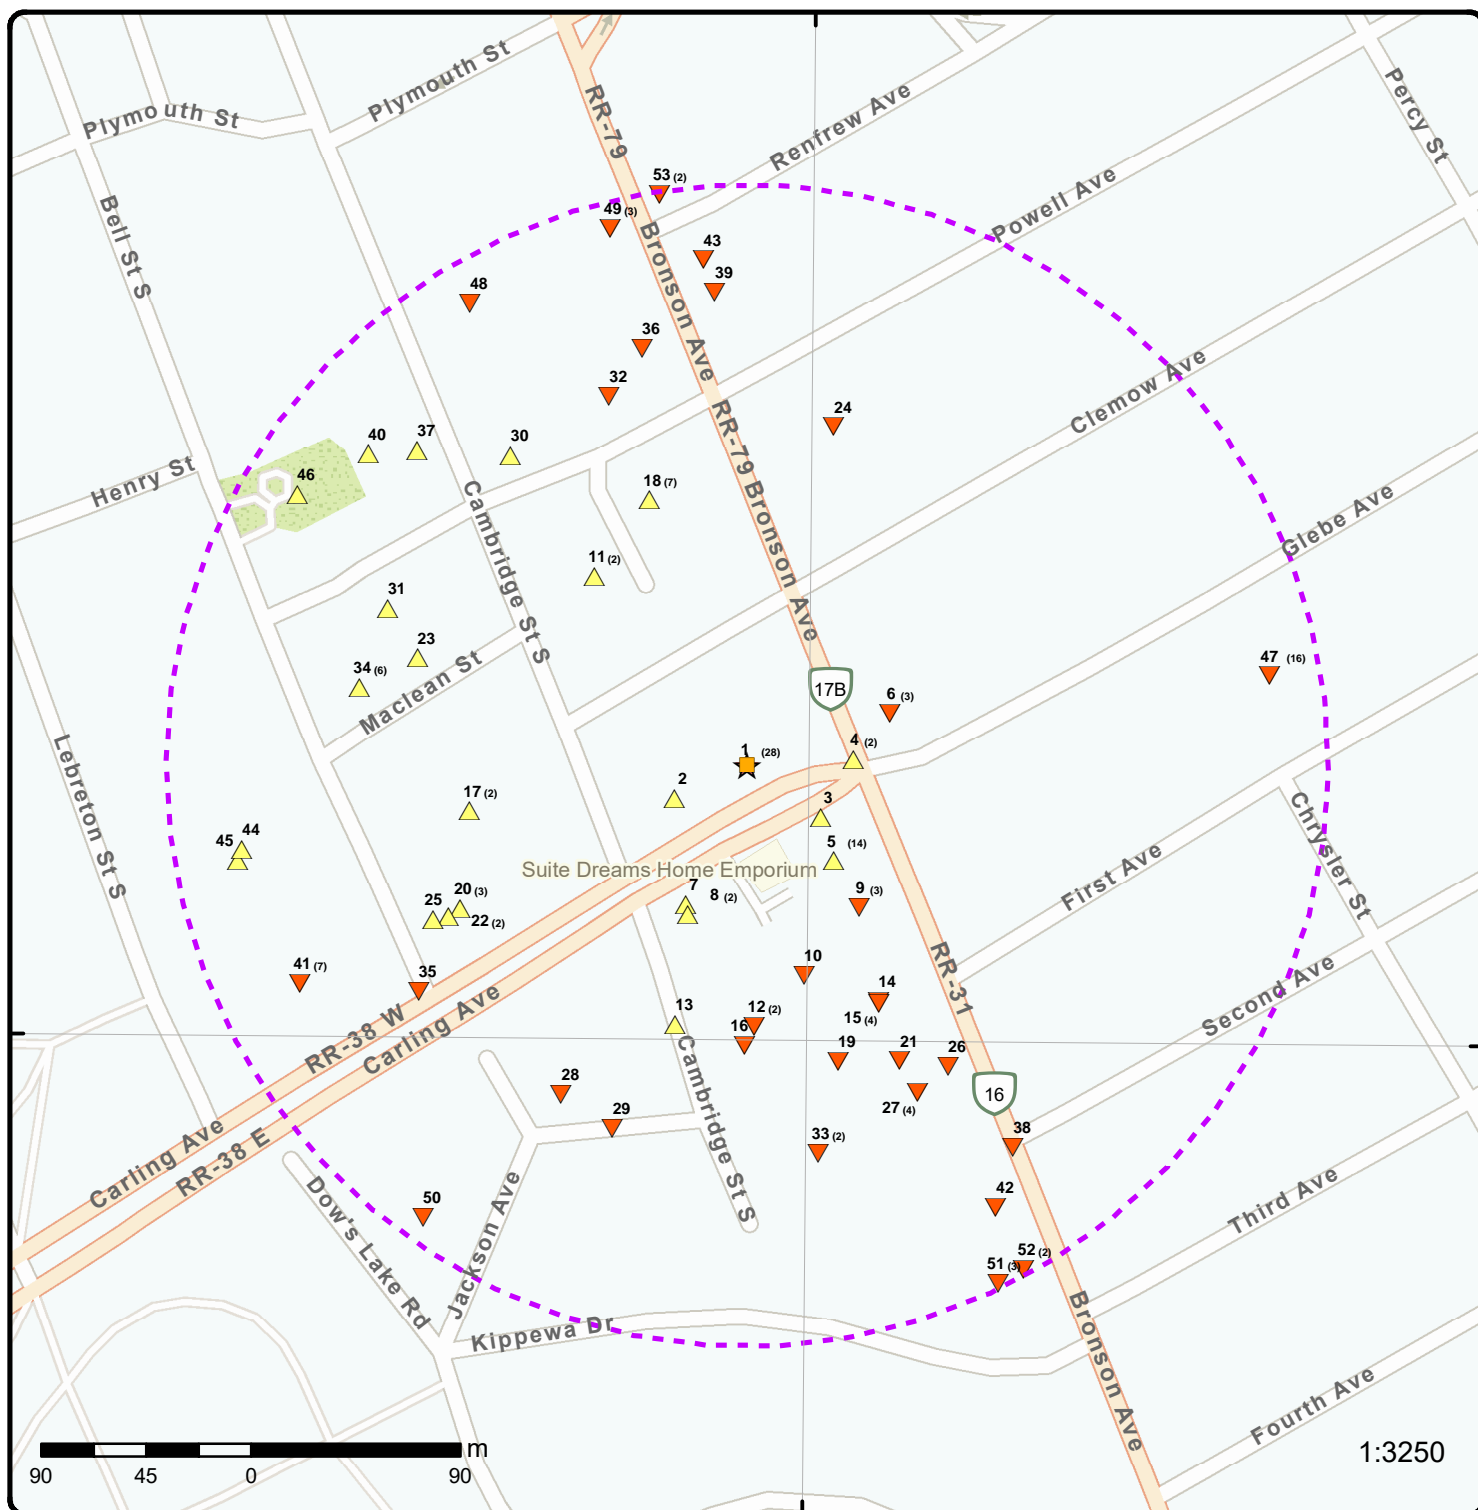 Plymouth St
Plymouth St
RR-79
Renfrew Ave
Percy St
53 (2)
Powell Ave
Bell St S
49 (3)
Bronson Ave
43
39
48
36
32
Clemow Ave
24
RR-79 Bronson Ave
40
37
30
Henry St
46
18 (7)
Cambridge St S
Glebe Ave
11 (2)
31
23
34 (6)
Maclean St
17B
6 (3)
47 (16)
Lebreton St S
1 (28)
4 (2)
2
3
17 (2)
Chrysler St
44
45
5 (14)
First Ave
Suite Dreams Home Emporium
7
8 (2)
9 (3)
25
20 (3)
22 (2)
RR-31
41 (7)
35
10
14
15 (4)
Second Ave
13
12 (2)
16
RR-38 W
Carling Ave
19
21
26
Cambridge St S
28
27 (4)
16
29
33 (2)
38
Carling Ave
RR-38 E
50
42
Third Ave
Dow's Lake Rd
Jackson Ave
52 (2)
51 (3)
Kippewa Dr
Bronson Ave
Fourth Ave
m
90 45 0 90
1:3250